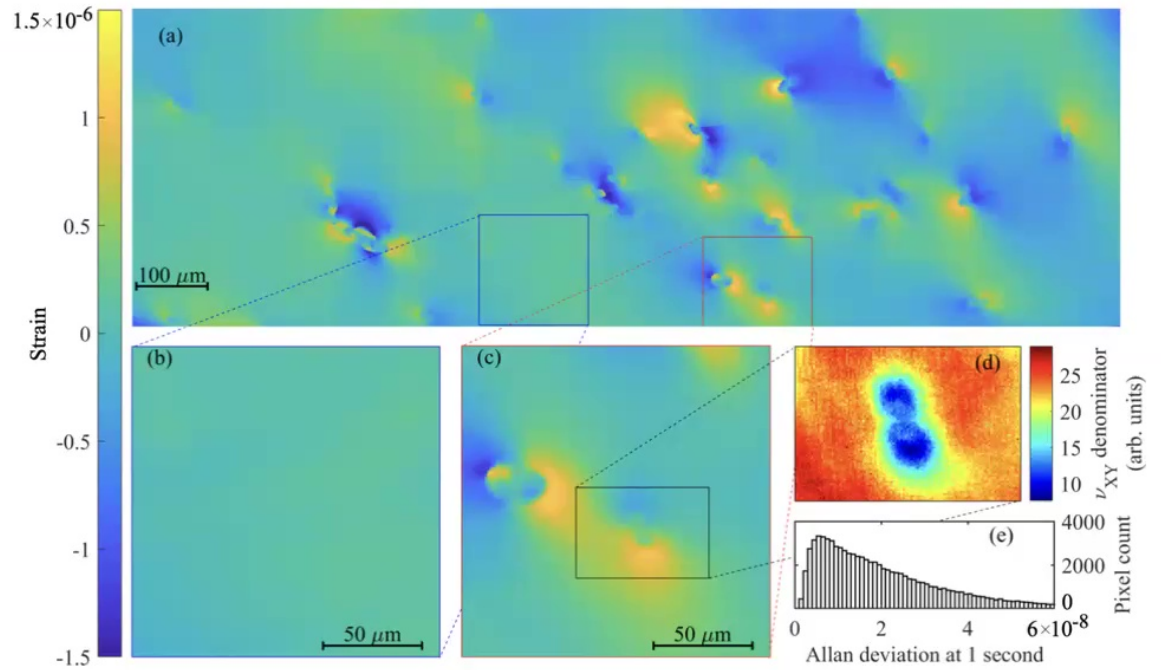 1.5×10⁻⁶
1
0.5
0
-0.5
-1
-1.5
Strain
(a)
100 μm
(b)
50 μm
(c)
50 μm
(d)
25
20
15
10
ν_XY denominator
(arb. units)
(e)
4000
2000
0
Pixel count
0 2 4 6×10⁻⁸
Allan deviation at 1 second